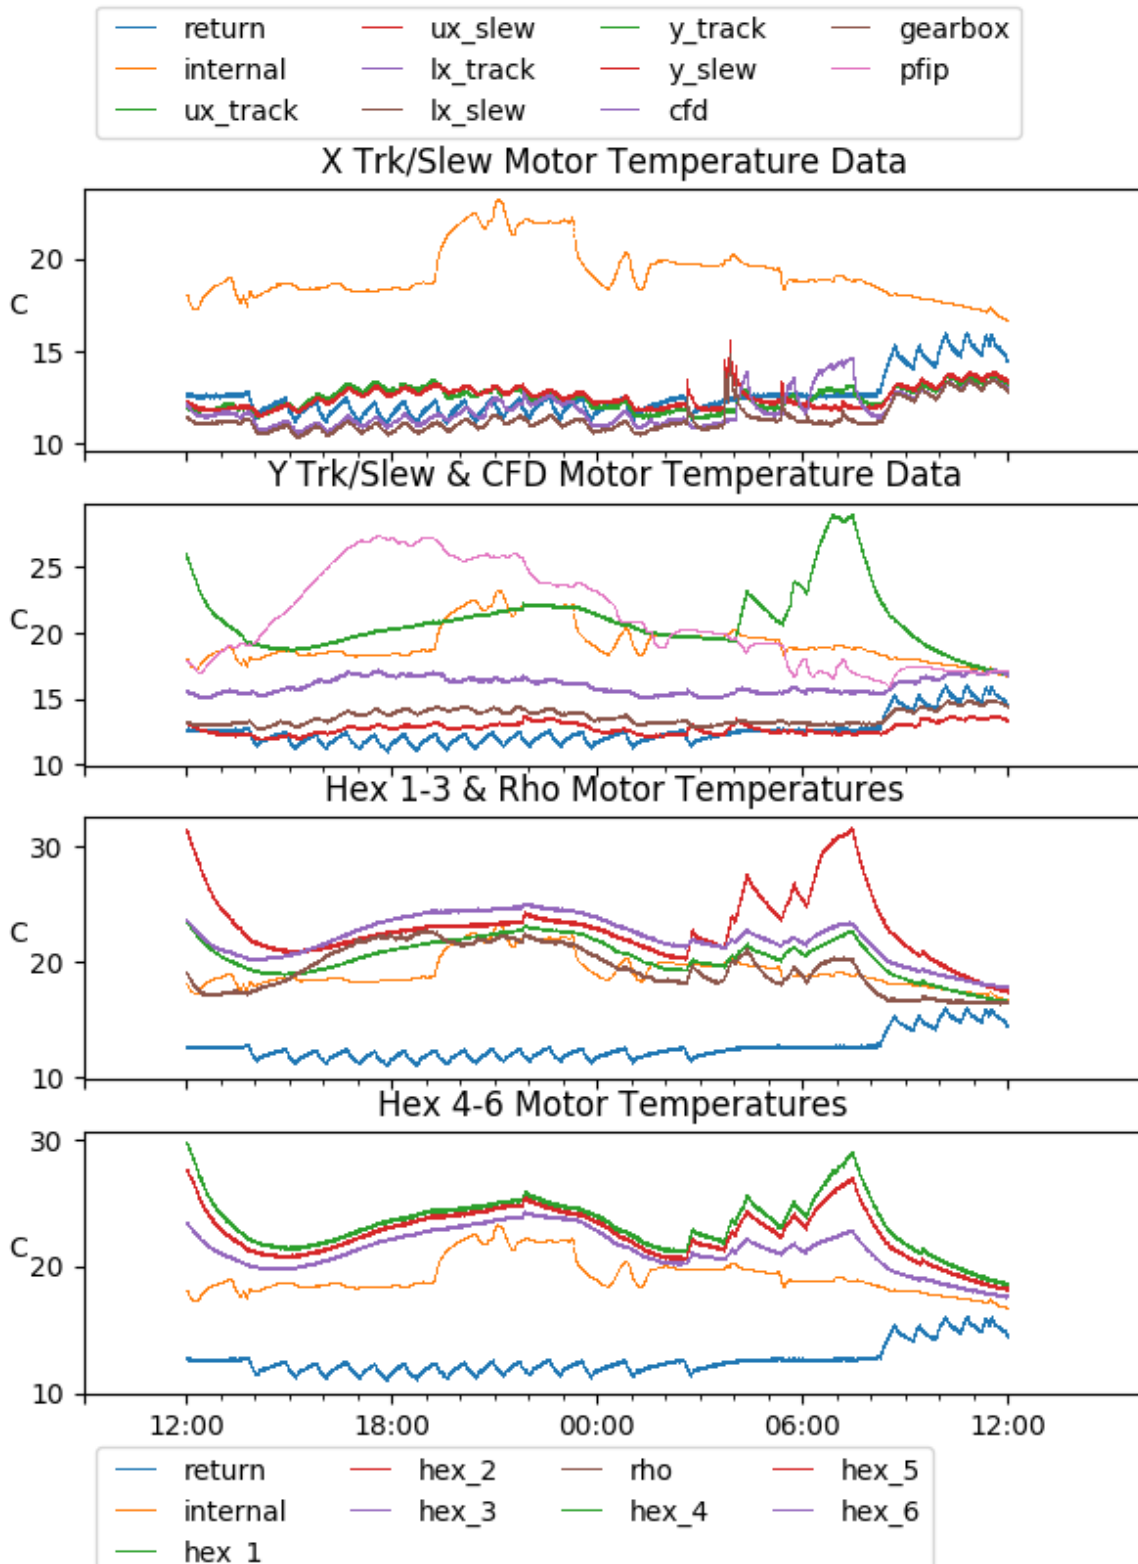 return ux_slew y_track gearbox
internal lx_track y_slew pfip
ux_track lx_slew cfd
X Trk/Slew Motor Temperature Data
20
C
15
10
Y Trk/Slew & CFD Motor Temperature Data
25
C
20
15
10
Hex 1-3 & Rho Motor Temperatures
30
C
20
10
Hex 4-6 Motor Temperatures
30
C
20
10
12:00 18:00 00:00 06:00 12:00
return hex_2 rho hex_5
internal hex_3 hex_4 hex_6
hex_1